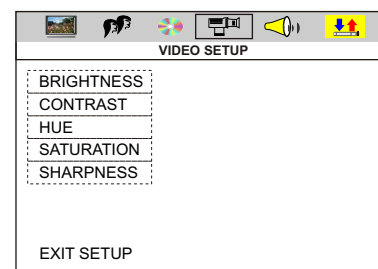 VIDEO SETUP
BRIGHTNESS
CONTRAST
HUE
SATURATION
SHARPNESS
EXIT SETUP